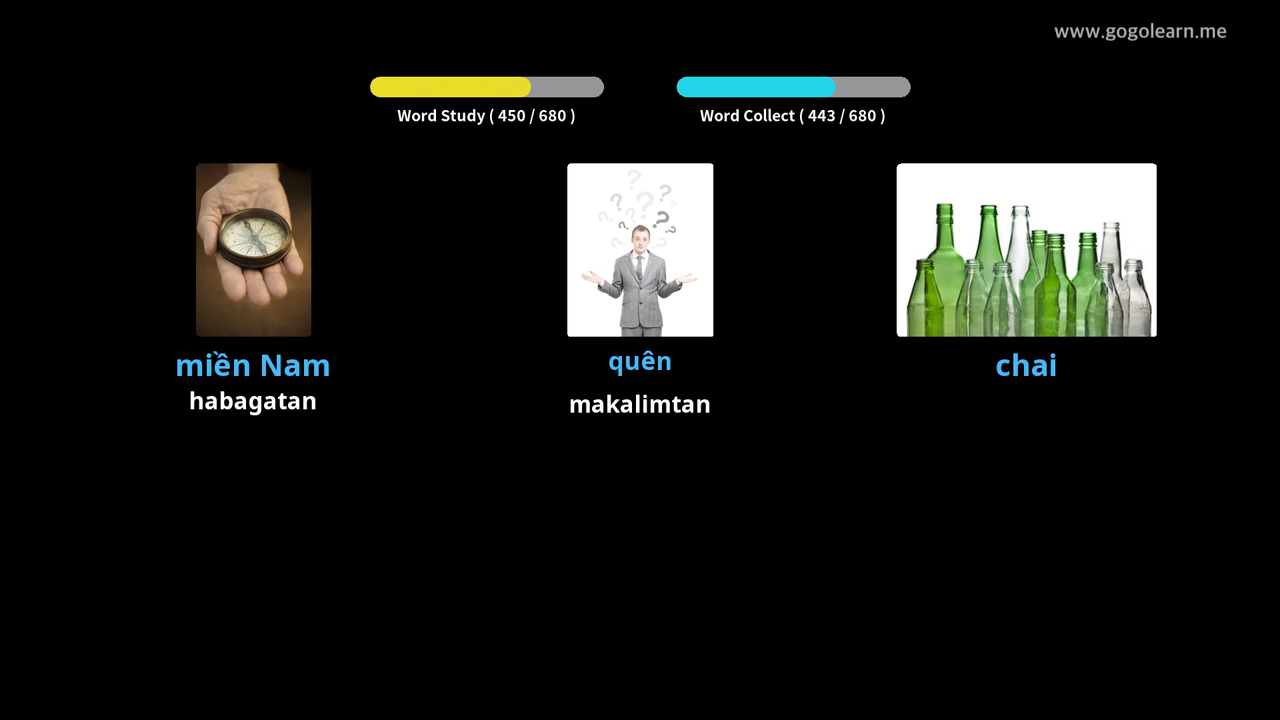 www.gogolearn.me
Word Study ( 450 / 680 )
Word Collect ( 443 / 680 )
miền Nam
habagatan
quên
makalimtan
chai